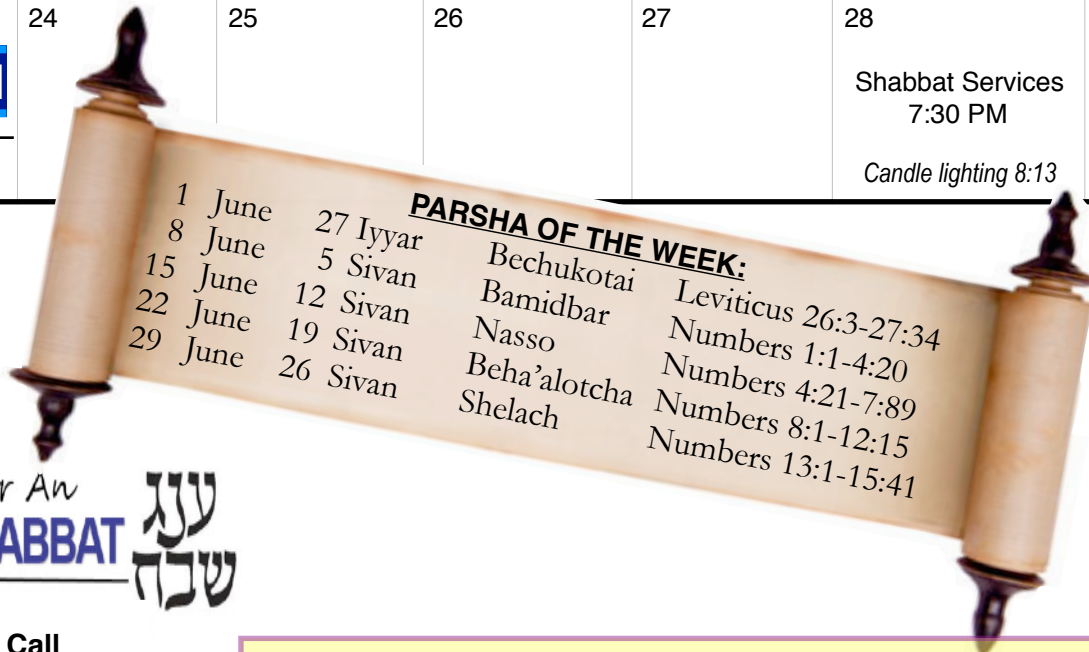 24 25 26 27 28
Shabbat Services
7:30 PM
Candle lighting 8:13
PARSHA OF THE WEEK:
1 June 27 Iyyar Bechukotai Leviticus 26:3-27:34
8 June 5 Sivan Bamidbar Numbers 1:1-4:20
15 June 12 Sivan Nasso Numbers 4:21-7:89
22 June 19 Sivan Beha’alotcha Numbers 8:1-12:15
29 June 26 Sivan Shelach Numbers 13:1-15:41
r An
ABBAT
ענג
שבת
Call